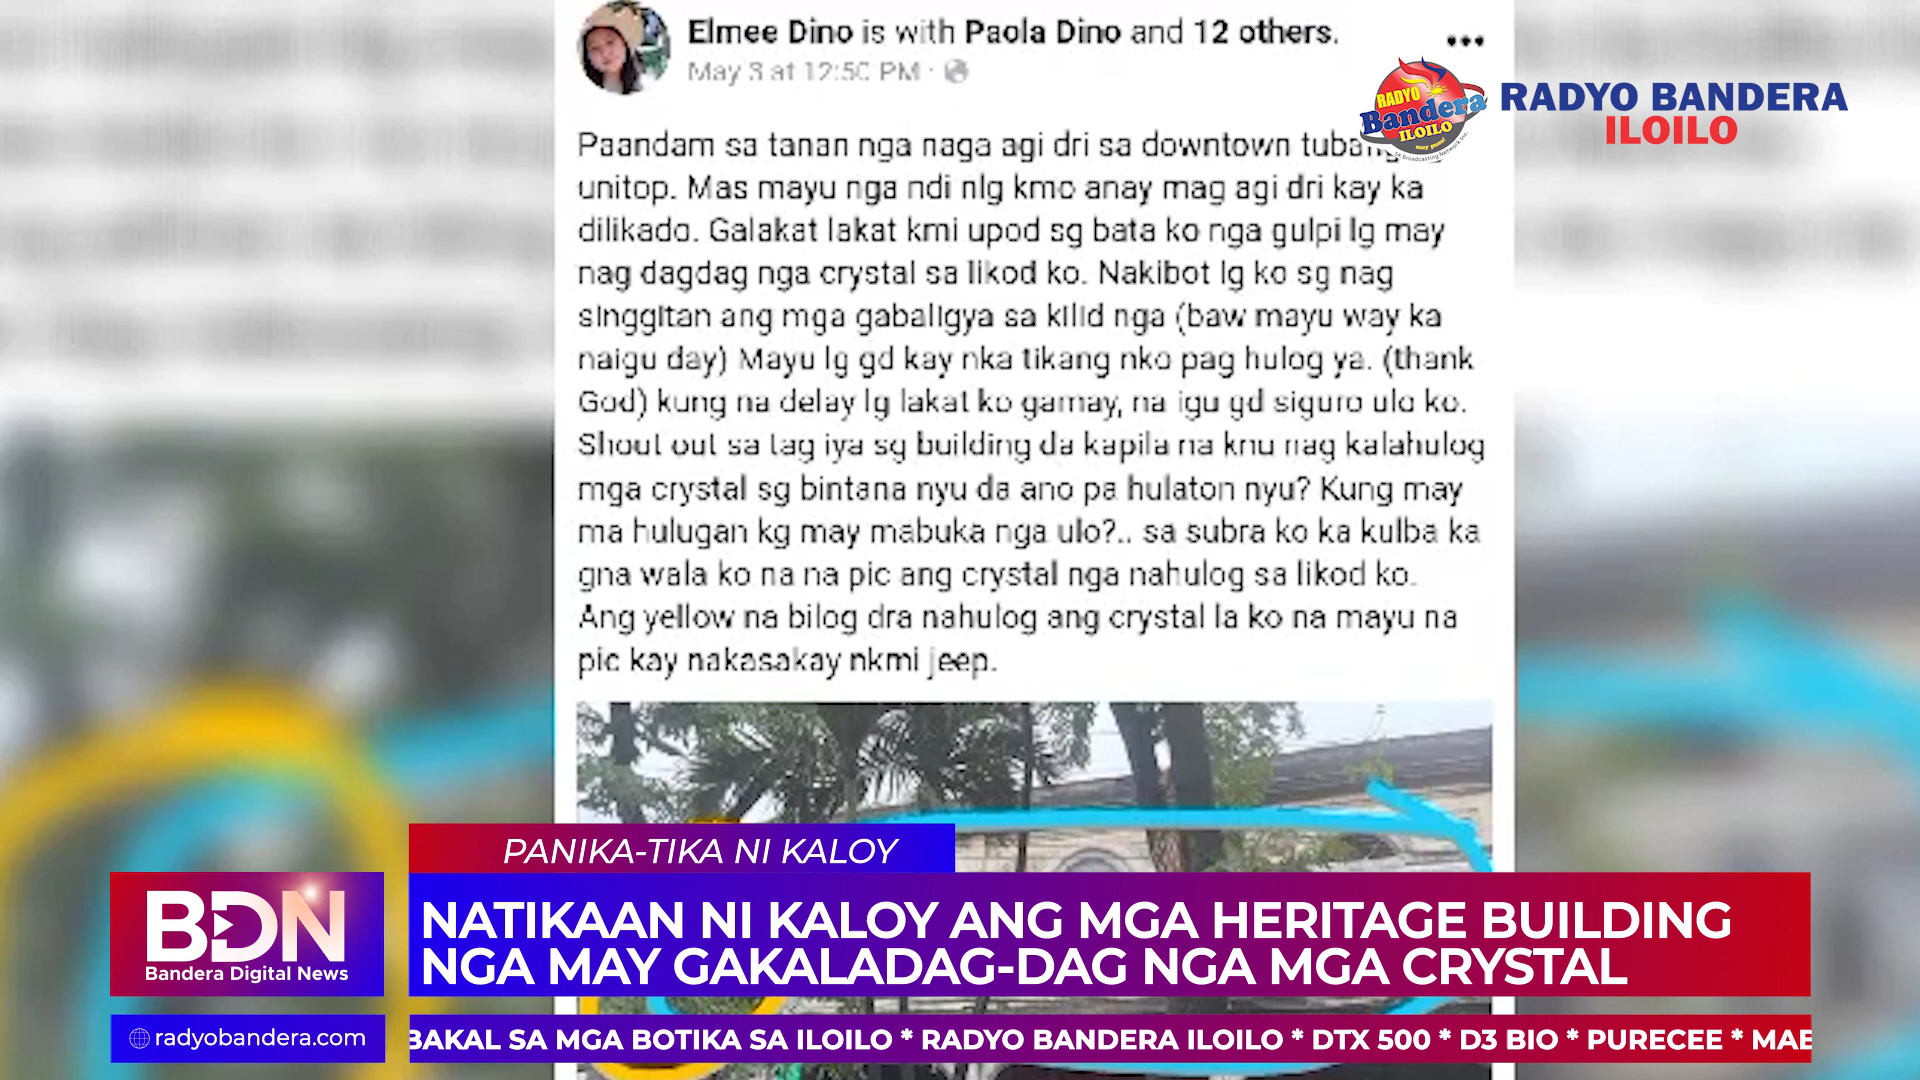 Elmee Dino is with Paola Dino and 12 others.
May 3 at 12:50 PM ·
RADYO BANDERA
ILOILO
RADYO
Bandera
ILOILO
may puso!
Paandam sa tanan nga naga agi dri sa downtown
unitop. Mas mayu nga ndi nlg kmo anay mag agi dri kay ka
dilikado. Galakat lakat kmi upod sg bata ko nga gulpi lg may
nag dagdag nga crystal sa likod ko. Nakibot lg ko sg nag
singgitan ang mga gabaligya sa kilid nga (baw mayu way ka
naigu day) Mayu lg gd kay nka tikang nko pag hulog ya. (thank
God) kung na delay lg lakat ko gamay, na igu gd siguro ulo ko.
Shout out sa tag iya sg building da kapila na knu nag kalahulog
mga crystal sg bintana nyu da ano pa hulaton nyu? Kung may
ma hulugan kg may mabuka nga ulo?.. sa subra ko ka kulba ka
gna wala ko na na pic ang crystal nga nahulog sa likod ko.
Ang yellow na bilog dra nahulog ang crystal la ko na mayu na
pic kay nakasakay nkmi jeep.
PANIKA-TIKA NI KALOY
BDN
Bandera Digital News
NATIKAAN NI KALOY ANG MGA HERITAGE BUILDING
NGA MAY GAKALADAG-DAG NGA MGA CRYSTAL
radyobandera.com
BAKAL SA MGA BOTIKA SA ILOILO * RADYO BANDERA ILOILO * DTX 500 * D3 BIO * PURECEE *